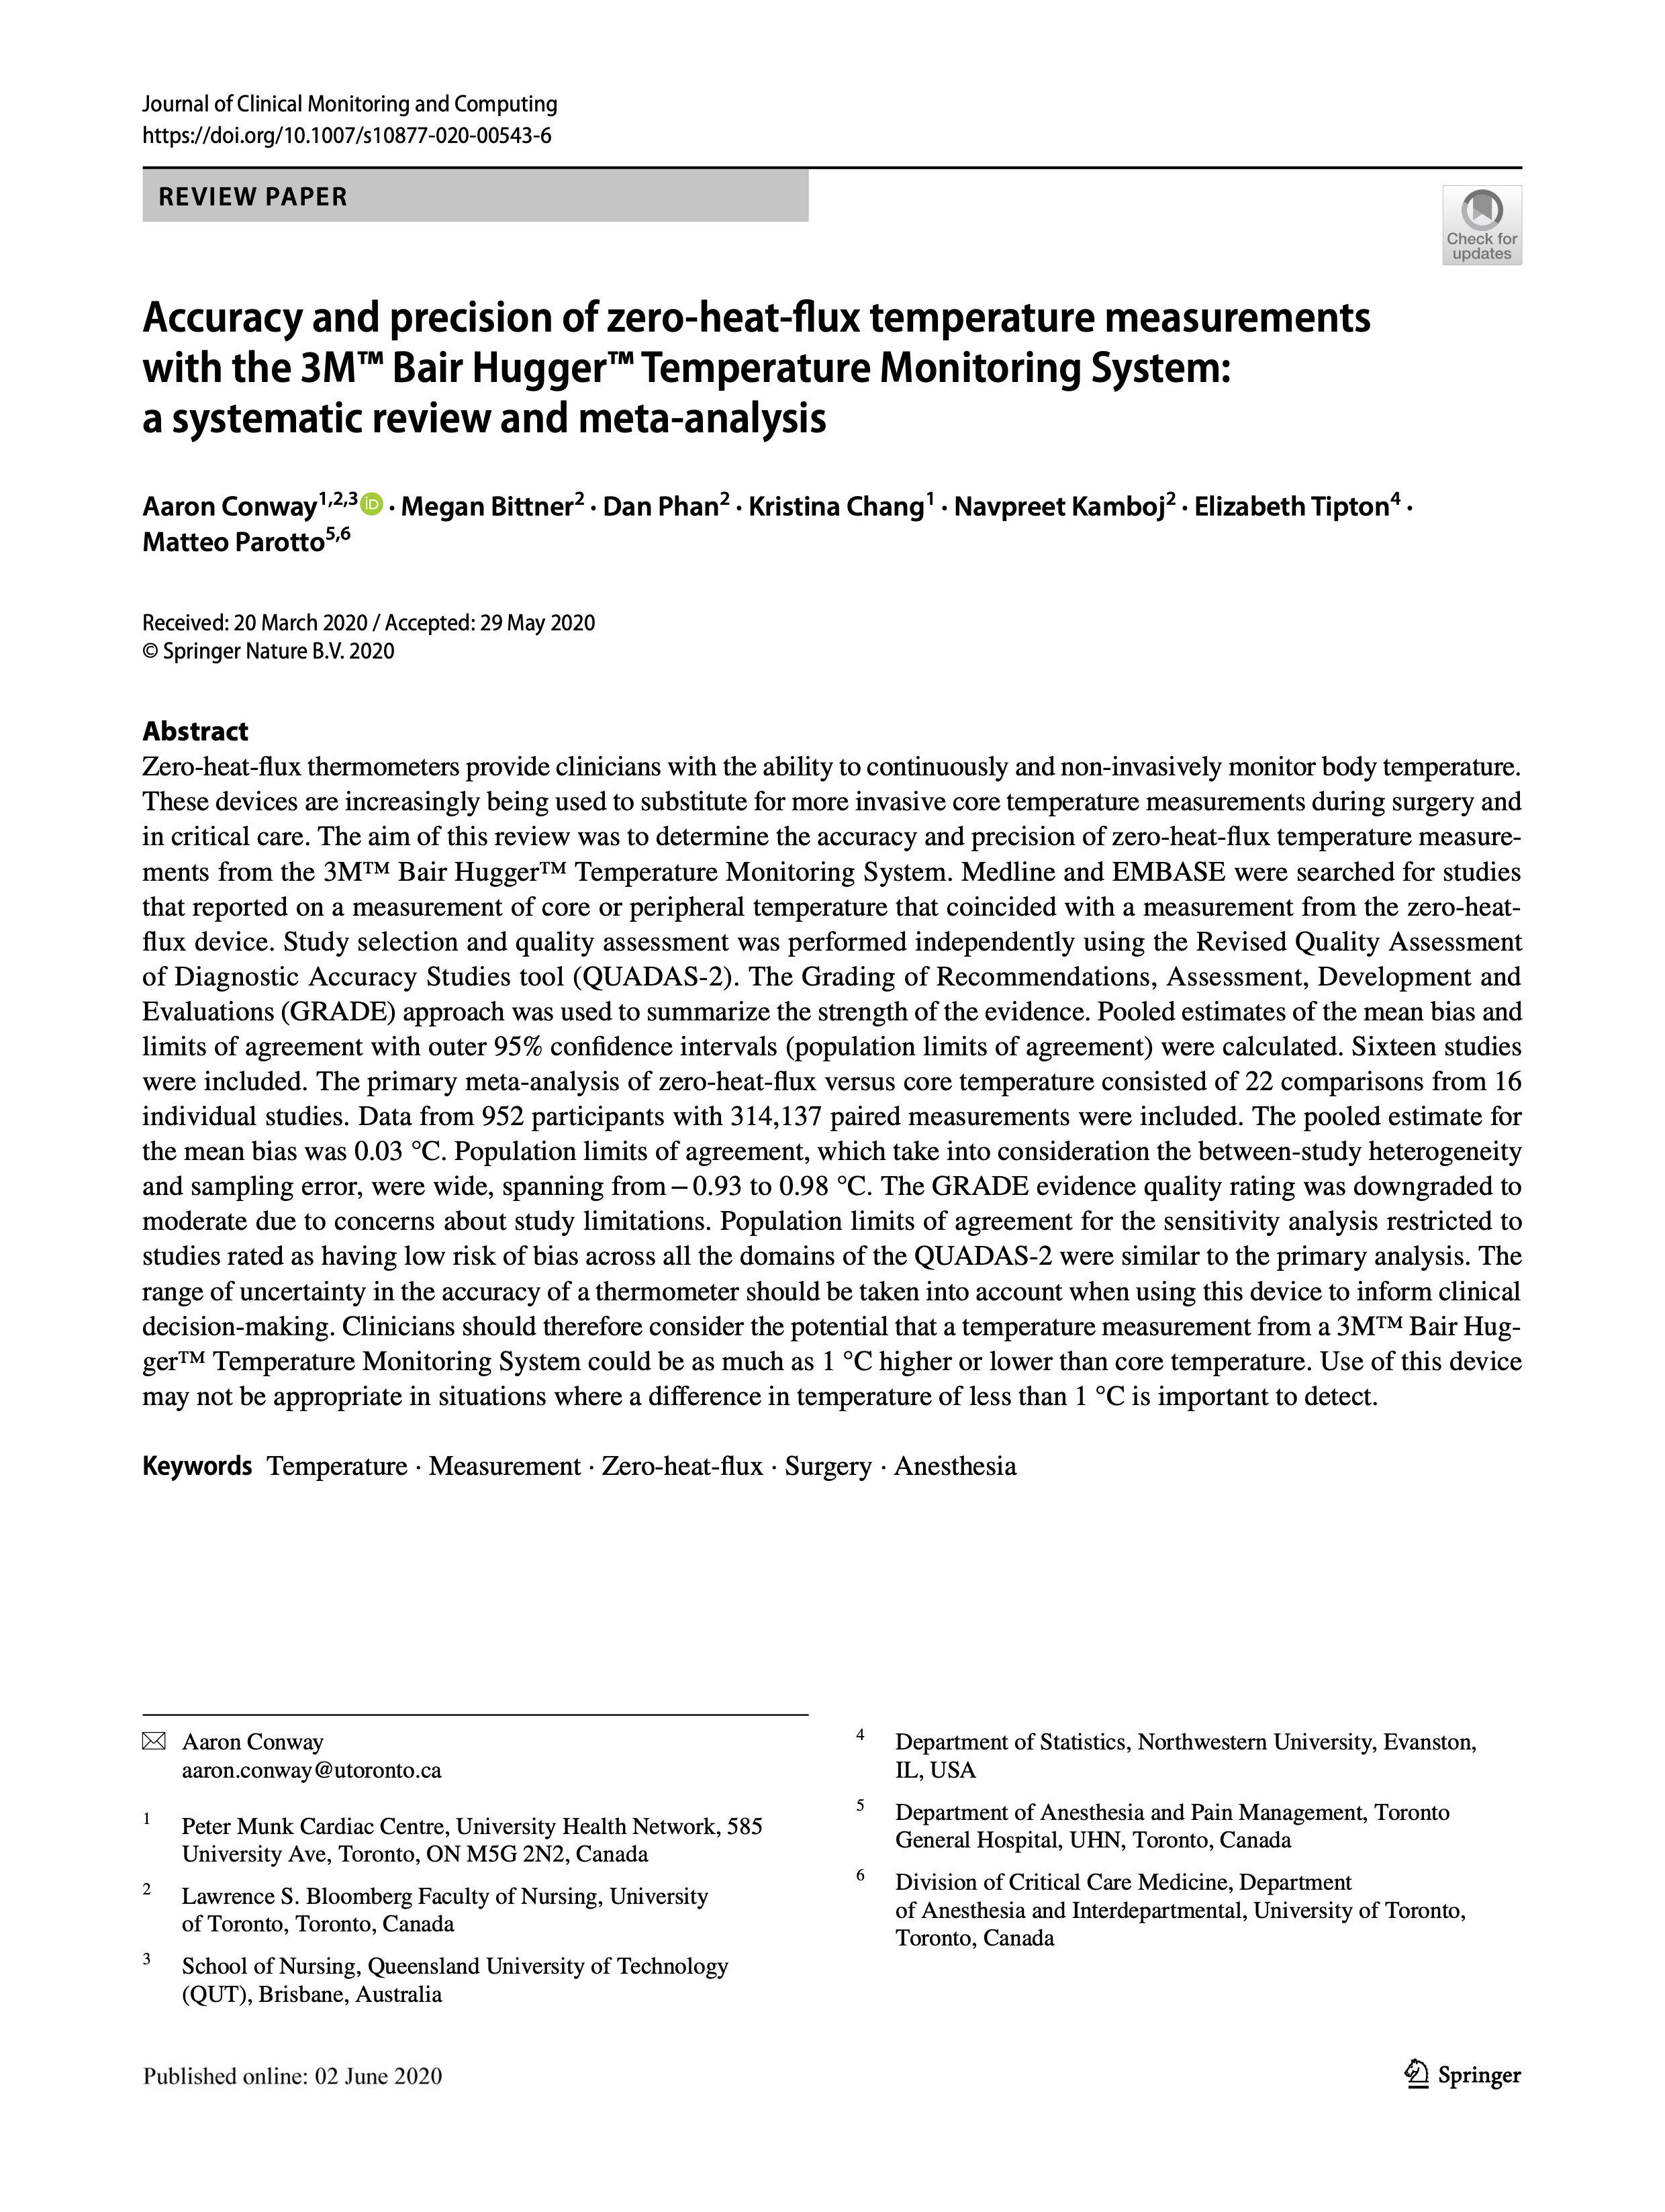 Journal of Clinical Monitoring and Computing
https://doi.org/10.1007/s10877-020-00543-6
REVIEW PAPER
Check for
updates
Accuracy and precision of zero-heat-flux temperature measurements
with the 3M™ Bair Hugger™ Temperature Monitoring System:
a systematic review and meta-analysis
Aaron Conway1,2,3 iD · Megan Bittner2 · Dan Phan2 · Kristina Chang1 · Navpreet Kamboj2 · Elizabeth Tipton4 ·
Matteo Parotto5,6
Received: 20 March 2020 / Accepted: 29 May 2020
© Springer Nature B.V. 2020
Abstract
Zero-heat-flux thermometers provide clinicians with the ability to continuously and non-invasively monitor body temperature.
These devices are increasingly being used to substitute for more invasive core temperature measurements during surgery and
in critical care. The aim of this review was to determine the accuracy and precision of zero-heat-flux temperature measure-
ments from the 3M™ Bair Hugger™ Temperature Monitoring System. Medline and EMBASE were searched for studies
that reported on a measurement of core or peripheral temperature that coincided with a measurement from the zero-heat-
flux device. Study selection and quality assessment was performed independently using the Revised Quality Assessment
of Diagnostic Accuracy Studies tool (QUADAS-2). The Grading of Recommendations, Assessment, Development and
Evaluations (GRADE) approach was used to summarize the strength of the evidence. Pooled estimates of the mean bias and
limits of agreement with outer 95% confidence intervals (population limits of agreement) were calculated. Sixteen studies
were included. The primary meta-analysis of zero-heat-flux versus core temperature consisted of 22 comparisons from 16
individual studies. Data from 952 participants with 314,137 paired measurements were included. The pooled estimate for
the mean bias was 0.03 °C. Population limits of agreement, which take into consideration the between-study heterogeneity
and sampling error, were wide, spanning from − 0.93 to 0.98 °C. The GRADE evidence quality rating was downgraded to
moderate due to concerns about study limitations. Population limits of agreement for the sensitivity analysis restricted to
studies rated as having low risk of bias across all the domains of the QUADAS-2 were similar to the primary analysis. The
range of uncertainty in the accuracy of a thermometer should be taken into account when using this device to inform clinical
decision-making. Clinicians should therefore consider the potential that a temperature measurement from a 3M™ Bair Hug-
ger™ Temperature Monitoring System could be as much as 1 °C higher or lower than core temperature. Use of this device
may not be appropriate in situations where a difference in temperature of less than 1 °C is important to detect.
Keywords Temperature · Measurement · Zero-heat-flux · Surgery · Anesthesia
Aaron Conway
aaron.conway@utoronto.ca
1 Peter Munk Cardiac Centre, University Health Network, 585
University Ave, Toronto, ON M5G 2N2, Canada
2 Lawrence S. Bloomberg Faculty of Nursing, University
of Toronto, Toronto, Canada
3 School of Nursing, Queensland University of Technology
(QUT), Brisbane, Australia
4 Department of Statistics, Northwestern University, Evanston,
IL, USA
5 Department of Anesthesia and Pain Management, Toronto
General Hospital, UHN, Toronto, Canada
6 Division of Critical Care Medicine, Department
of Anesthesia and Interdepartmental, University of Toronto,
Toronto, Canada
Published online: 02 June 2020
Springer